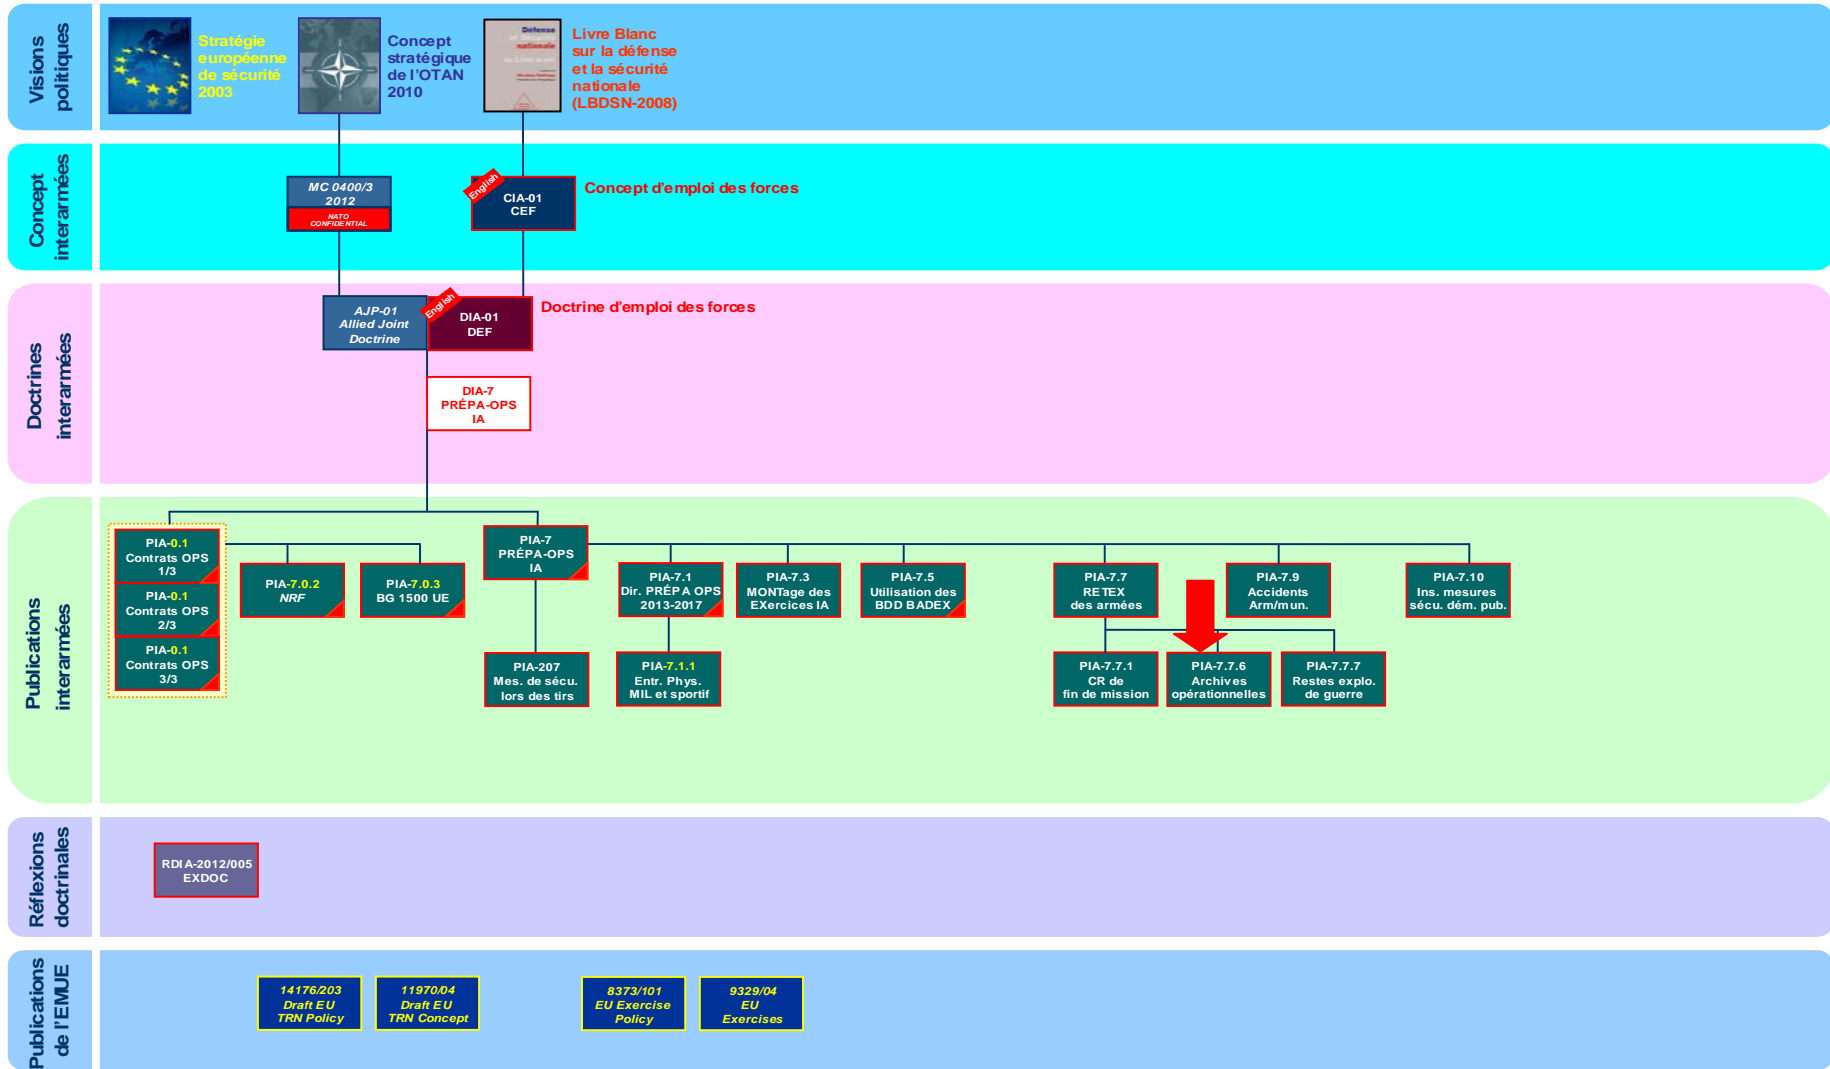 Visions
politiques
Stratégie
européenne
de sécurité
2003
Concept
stratégique
de l'OTAN
2010
Défense
et Sécurité
nationale
Livre Blanc
sur la défense
et la sécurité
nationale
(LBDSN-2008)
Concept
interarmées
MC 0400/3
2012
NATO
CONFIDENTIAL
English
CIA-01
CEF
Concept d'emploi des forces
Doctrines
interarmées
AJP-01
Allied Joint
Doctrine
English
DIA-01
DEF
Doctrine d'emploi des forces
DIA-7
PRÉPA-OPS
IA
Publications
interarmées
PIA-0.1
Contrats OPS
1/3
PIA-0.1
Contrats OPS
2/3
PIA-0.1
Contrats OPS
3/3
PIA-7.0.2
NRF
PIA-7.0.3
BG 1500 UE
PIA-7
PRÉPA-OPS
IA
PIA-7.1
Dir. PRÉPA OPS
2013-2017
PIA-7.3
MONTage des
EXercices IA
PIA-7.5
Utilisation des
BDD BADEX
PIA-7.7
RETEX
des armées
PIA-7.9
Accidents
Arm/mun.
PIA-7.10
Ins. mesures
sécu. dém. pub.
PIA-207
Mes. de sécu.
lors des tirs
PIA-7.1.1
Entr. Phys.
MIL et sportif
PIA-7.7.1
CR de
fin de mission
PIA-7.7.6
Archives
opérationnelles
PIA-7.7.7
Restes explo.
de guerre
Réflexions
doctrinales
RDIA-2012/005
EXDOC
Publications
de l'EMUE
14176/203
Draft EU
TRN Policy
11970/04
Draft EU
TRN Concept
8373/101
EU Exercise
Policy
9329/04
EU
Exercises